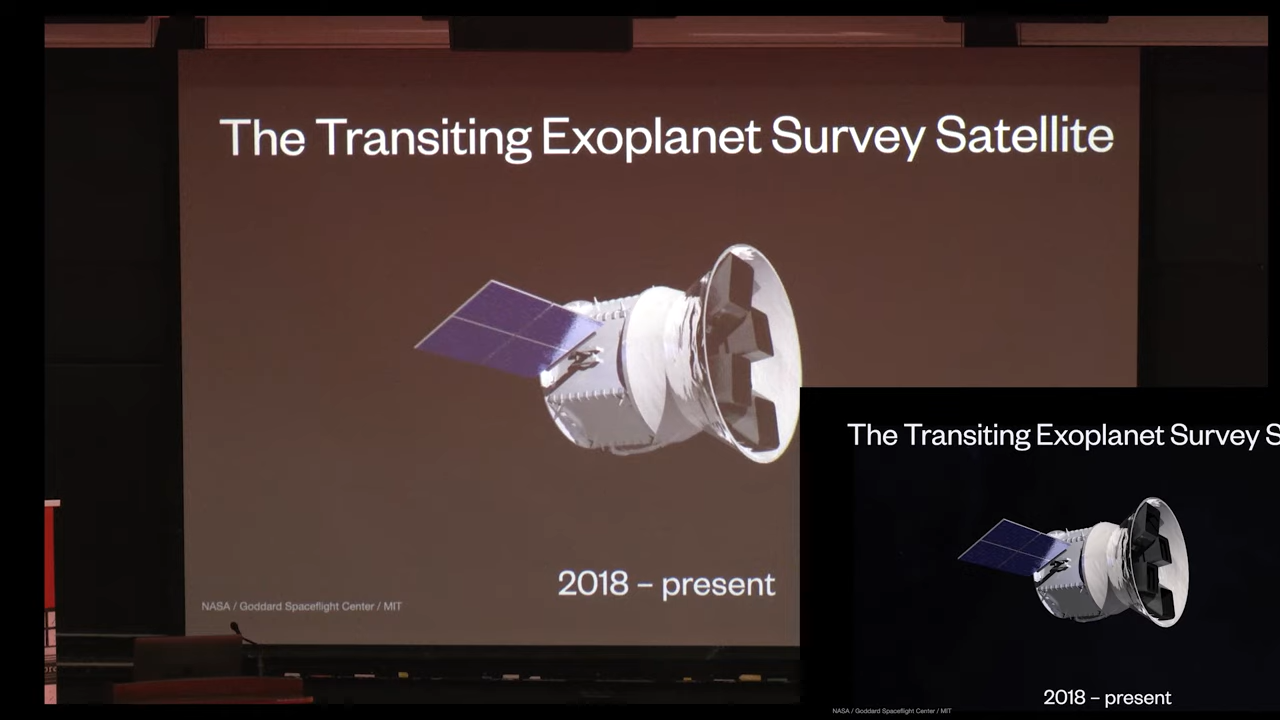 The Transiting Exoplanet Survey Satellite
2018 – present
NASA / Goddard Spaceflight Center / MIT
The Transiting Exoplanet Survey S
2018 – present
NASA / Goddard Spaceflight Center / MIT